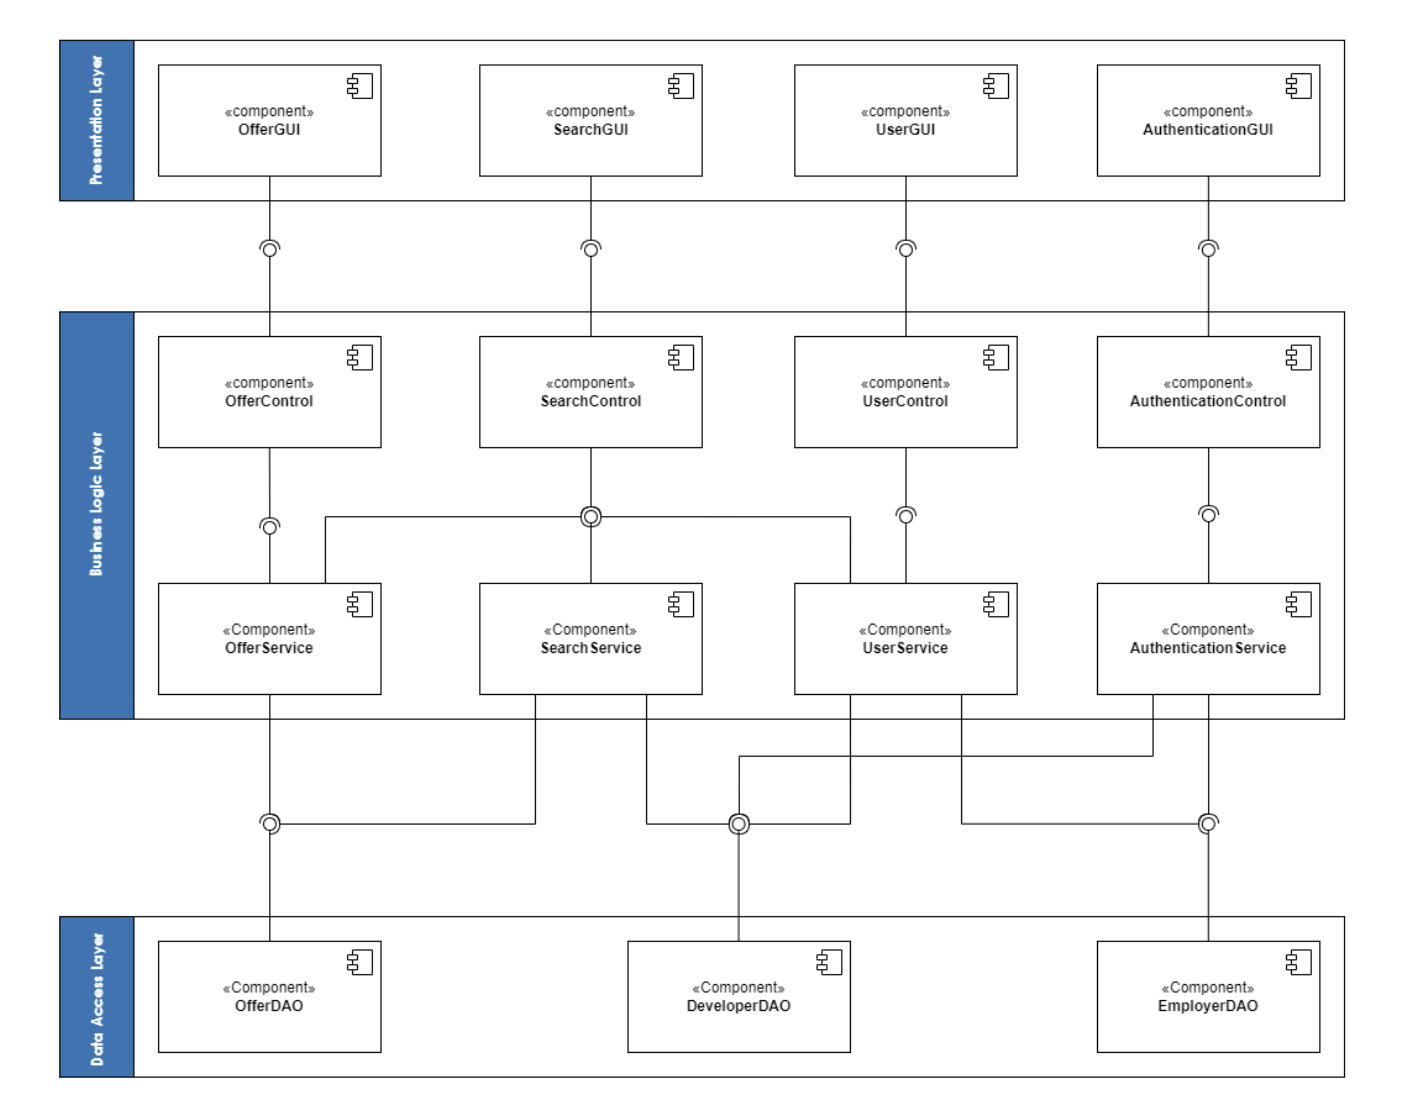 Presentation Layer
«component»
OfferGUI
«component»
SearchGUI
«component»
UserGUI
«component»
AuthenticationGUI
Business Logic Layer
«component»
OfferControl
«component»
SearchControl
«component»
UserControl
«component»
AuthenticationControl
«Component»
OfferService
«Component»
SearchService
«Component»
UserService
«Component»
AuthenticationService
Data Access Layer
«Component»
OfferDAO
«Component»
DeveloperDAO
«Component»
EmployerDAO